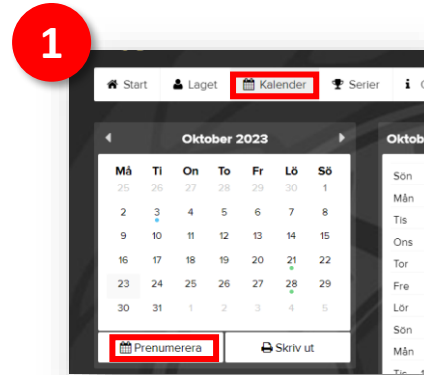 1
Start Laget Kalender Serier
Oktober 2023
Må Ti On To Fr Lö Sö
25 26 27 28 29 30 1
2 3 4 5 6 7 8
9 10 11 12 13 14 15
16 17 18 19 20 21 22
23 24 25 26 27 28 29
30 31 1 2 3 4 5
Prenumerera Skriv ut
Oktob
Sön
Mån
Tis
Ons
Tor
Fre
Lör
Sön
Mån
Tis